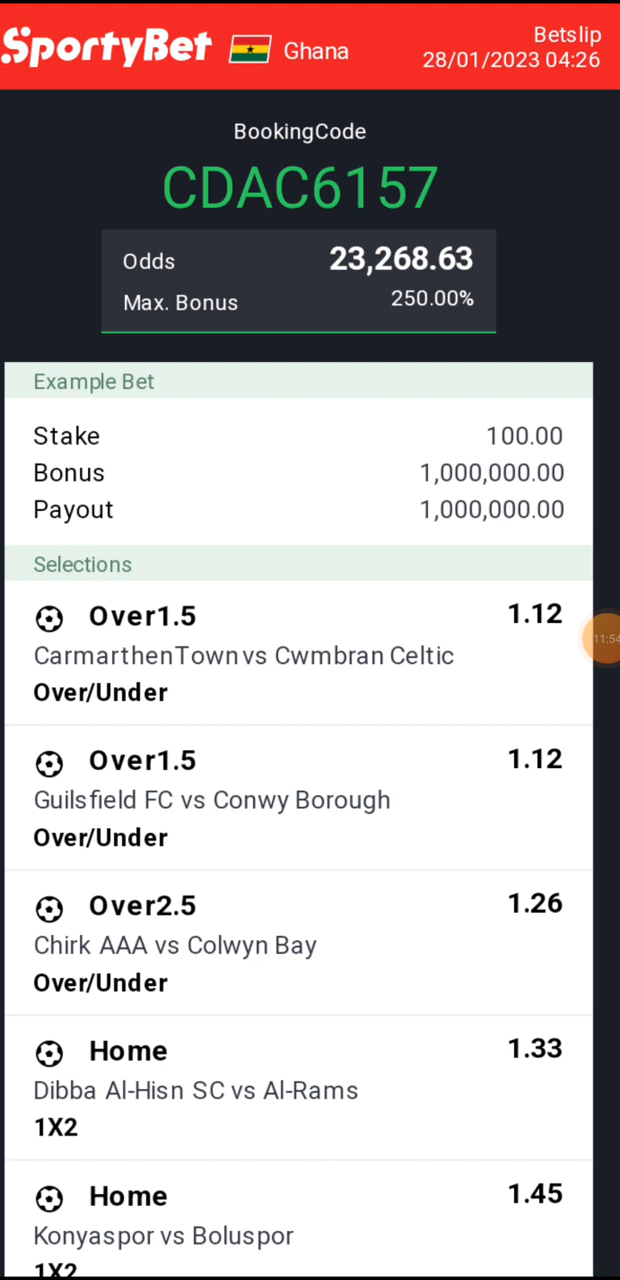 SportyBet
Ghana
Betslip
28/01/2023 04:26
BookingCode
CDAC6157
Odds 23,268.63
Max. Bonus 250.00%
Example Bet
Stake 100.00
Bonus 1,000,000.00
Payout 1,000,000.00
Selections
Over1.5 1.12
CarmarthenTown vs Cwmbran Celtic
Over/Under
11:54
Over1.5 1.12
Guilsfield FC vs Conwy Borough
Over/Under
Over2.5 1.26
Chirk AAA vs Colwyn Bay
Over/Under
Home 1.33
Dibba Al-Hisn SC vs Al-Rams
1X2
Home 1.45
Konyaspor vs Boluspor
1X2